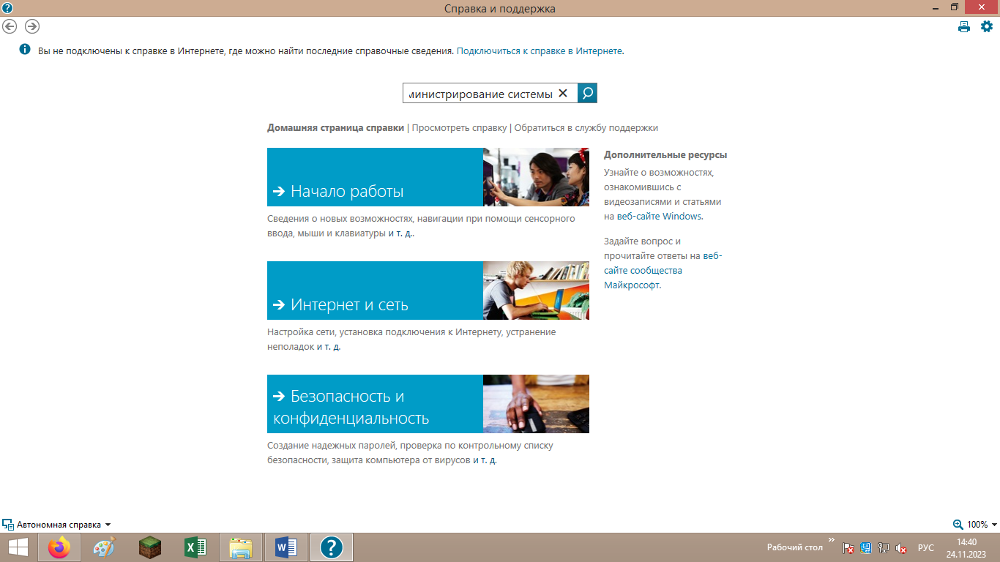 Справка и поддержка
Вы не подключены к справке в Интернете, где можно найти последние справочные сведения. Подключиться к справке в Интернете.
министрирование системы
Домашняя страница справки | Просмотреть справку | Обратиться в службу поддержки
Начало работы
Сведения о новых возможностях, навигации при помощи сенсорного
ввода, мыши и клавиатуры и т. д..
Интернет и сеть
Настройка сети, установка подключения к Интернету, устранение
неполадок и т. д.
Безопасность и
конфиденциальность
Создание надежных паролей, проверка по контрольному списку
безопасности, защита компьютера от вирусов и т. д.
Дополнительные ресурсы
Узнайте о возможностях,
ознакомившись с
видеозаписями и статьями
на веб-сайте Windows.
Задайте вопрос и
прочитайте ответы на веб-
сайте сообщества
Майкрософт.
Автономная справка
100%
Рабочий стол
РУС
14:40
24.11.2023